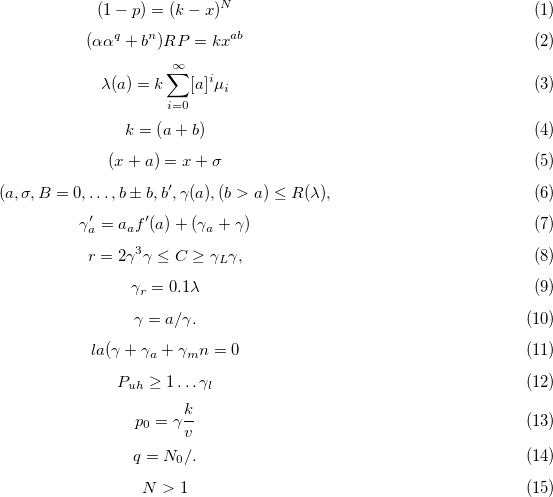 (1 − p) = (k − x)^N (1)
(αα^q + b^n)RP = kx^{ab} (2)
λ(a) = k ∑_{i=0}^{∞} [a]^i μ_i (3)
k = (a + b) (4)
(x + a) = x + σ (5)
(a, σ, B = 0, . . . , b ± b, b′, γ(a), (b > a) ≤ R(λ), (6)
γ′_a = a_a f′(a) + (γ_a + γ) (7)
r = 2γ^3γ ≤ C ≥ γ_Lγ, (8)
γ_r = 0.1λ (9)
γ = a/γ. (10)
la(γ + γ_a + γ_m n = 0 (11)
P_{uh} ≥ 1 . . . γ_l (12)
p_0 = γ\frac{k}{v} (13)
q = N_0/. (14)
N > 1 (15)